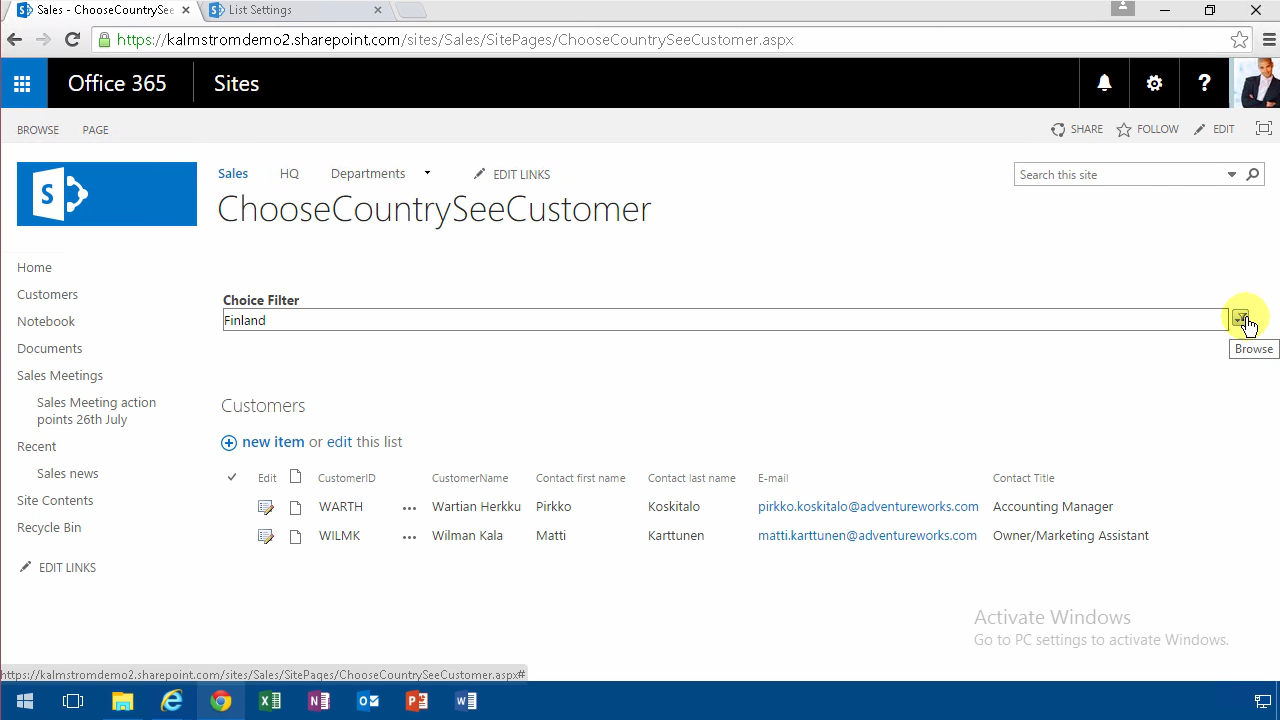 Sales - ChooseCountrySee
List Settings
https://kalmstromdemo2.sharepoint.com/sites/Sales/SitePages/ChooseCountrySeeCustomer.aspx
Office 365
Sites
?
BROWSE
PAGE
SHARE
FOLLOW
EDIT
S
Sales
HQ
Departments
EDIT LINKS
Search this site
ChooseCountrySeeCustomer
Home
Customers
Notebook
Documents
Sales Meetings
Sales Meeting action
points 26th July
Recent
Sales news
Site Contents
Recycle Bin
EDIT LINKS
Choice Filter
Finland
Browse
Customers
new item or edit this list
Edit CustomerID CustomerName Contact first name Contact last name E-mail Contact Title
WARTH ... Wartian Herkku Pirkko Koskitalo pirkko.koskitalo@adventureworks.com Accounting Manager
WILMK ... Wilman Kala Matti Karttunen matti.karttunen@adventureworks.com Owner/Marketing Assistant
Activate Windows
Go to PC settings to activate Windows.
https://kalmstromdemo2.sharepoint.com/sites/Sales/SitePages/ChooseCountrySeeCustomer.aspx#